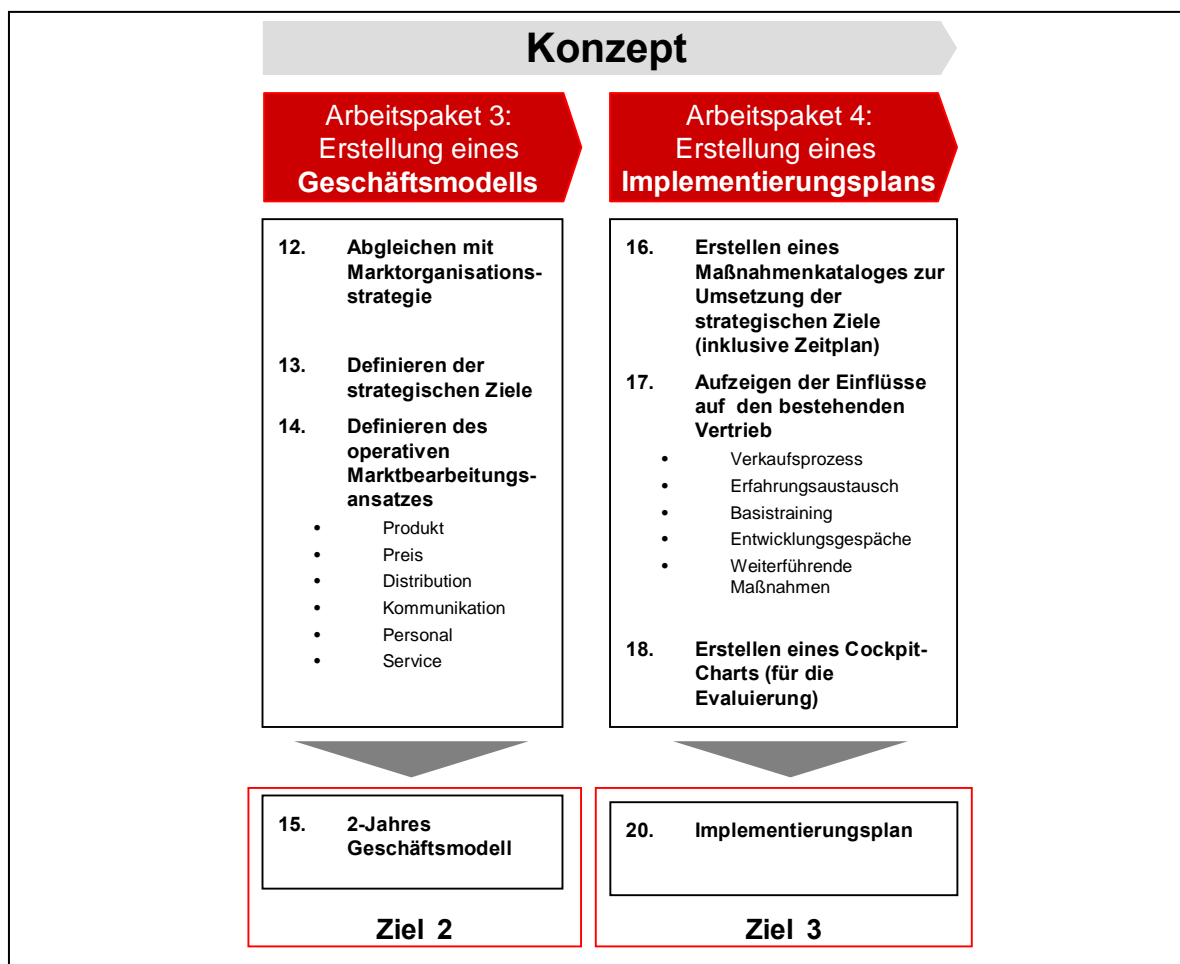 Konzept
Arbeitspaket 3:
Erstellung eines
Geschäftsmodells
12. Abgleichen mit
Marktorganisations-
strategie
13. Definieren der
strategischen Ziele
14. Definieren des
operativen
Marktbearbeitungs-
ansatzes
• Produkt
• Preis
• Distribution
• Kommunikation
• Personal
• Service
15. 2-Jahres
Geschäftsmodell
Ziel 2
Arbeitspaket 4:
Erstellung eines
Implementierungsplans
16. Erstellen eines
Maßnahmenkataloges zur
Umsetzung der
strategischen Ziele
(inklusive Zeitplan)
17. Aufzeigen der Einflüsse
auf den bestehenden
Vertrieb
• Verkaufsprozess
• Erfahrungsaustausch
• Basistraining
• Entwicklungsgespäche
• Weiterführende
Maßnahmen
18. Erstellen eines Cockpit-
Charts (für die
Evaluierung)
20. Implementierungsplan
Ziel 3